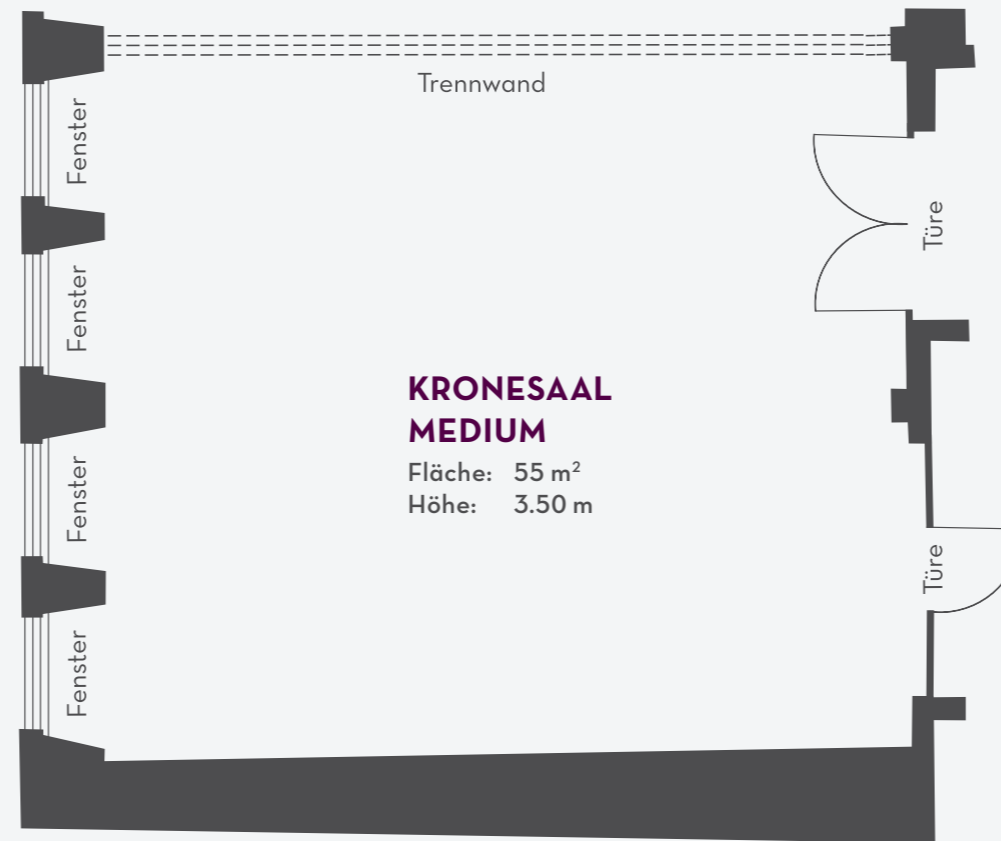 Trennwand
Fenster
Türe
Fenster
KRONESAAL
MEDIUM
Fläche: 55 m²
Höhe: 3.50 m
Fenster
Türe
Fenster